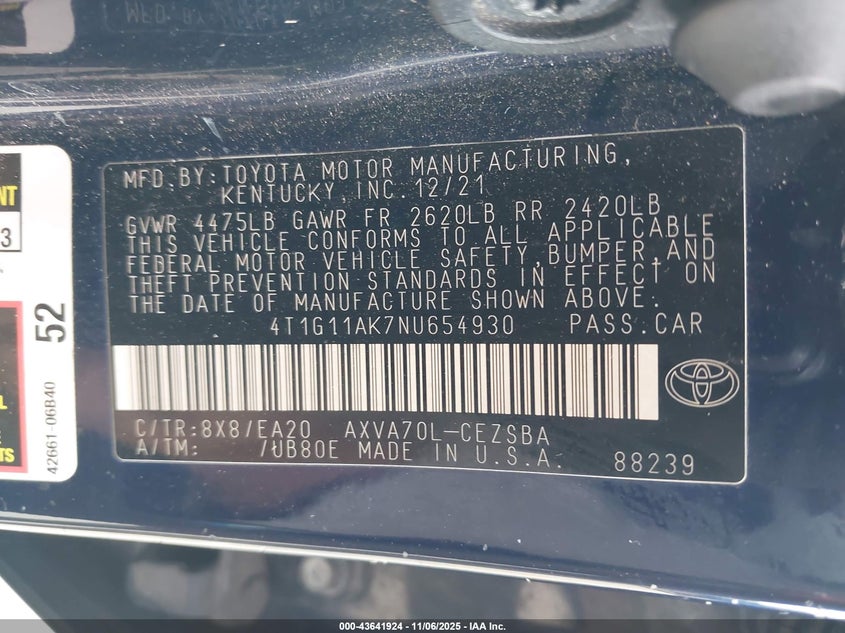 MFD.BY:TOYOTA MOTOR MANUFACTURING,
KENTUCKY,INC.12/21
GVWR 4475LB GAWR FR 2620LB RR 2420LB
THIS VEHICLE CONFORMS TO ALL APPLICABLE
FEDERAL MOTOR VEHICLE SAFETY,BUMPER,AND
THEFT PREVENTION STANDARDS IN EFFECT ON
THE DATE OF MANUFACTURE SHOWN ABOVE.
4T1G11AK7NU654930 PASS.CAR
C/TR:8X8/EA20 AXVA70L-CEZSBA
A/TM: /UB80E MADE IN U.S.A. 88239
52
42661-06B40
000-43641924 - 11/06/2025 - IAA Inc.